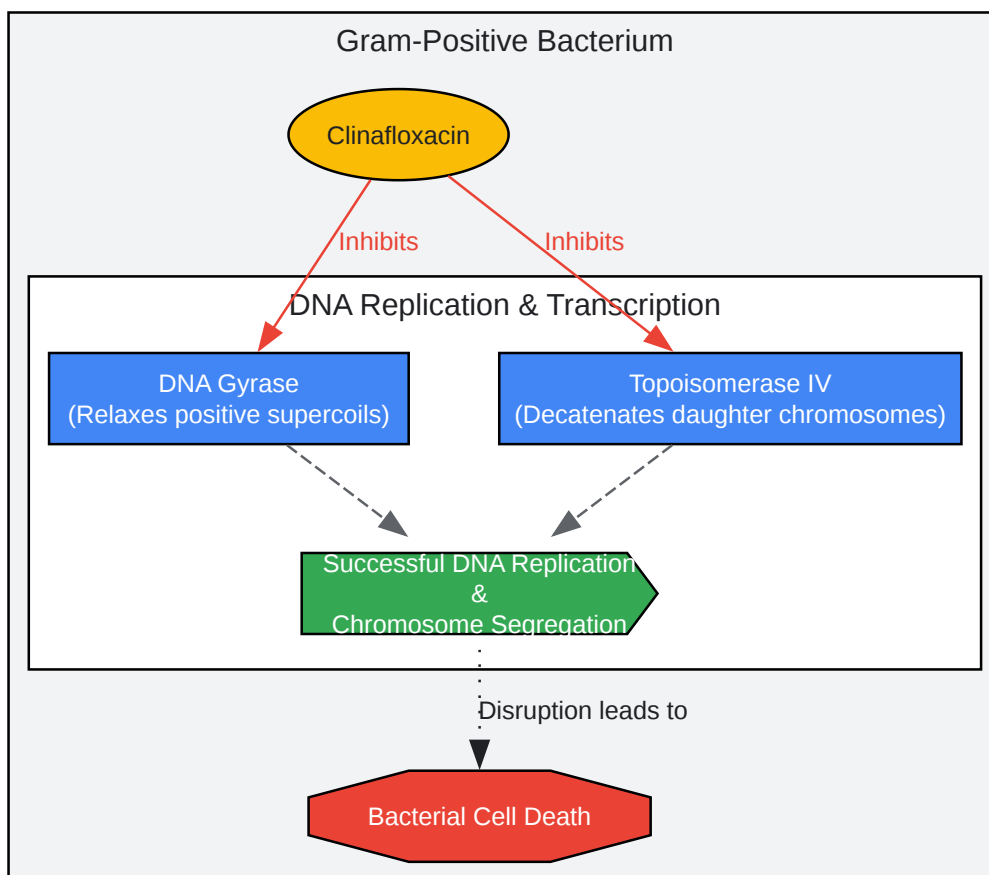 Gram-Positive Bacterium
Clinafloxacin
Inhibits
Inhibits
DNA Replication & Transcription
DNA Gyrase
(Relaxes positive supercoils)
Topoisomerase IV
(Decatenates daughter chromosomes)
Successful DNA Replication
&
Chromosome Segregation
Disruption leads to
Bacterial Cell Death